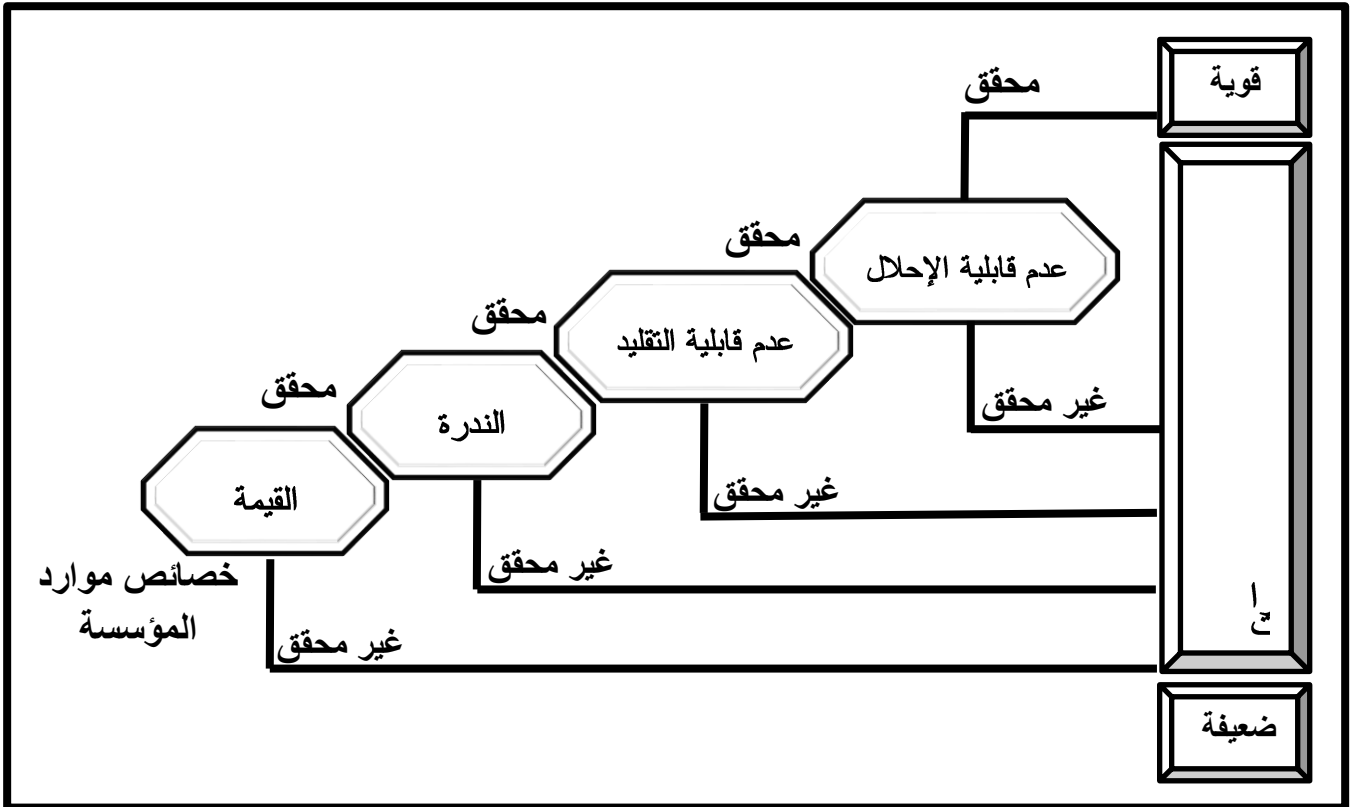 قوية
محقق
محقق
عدم قابلية الإحلال
محقق
عدم قابلية التقليد
محقق
غير محقق
الندرة
غير محقق
القيمة
غير محقق
خصائص موارد
المؤسسة
غير محقق
ضعيفة